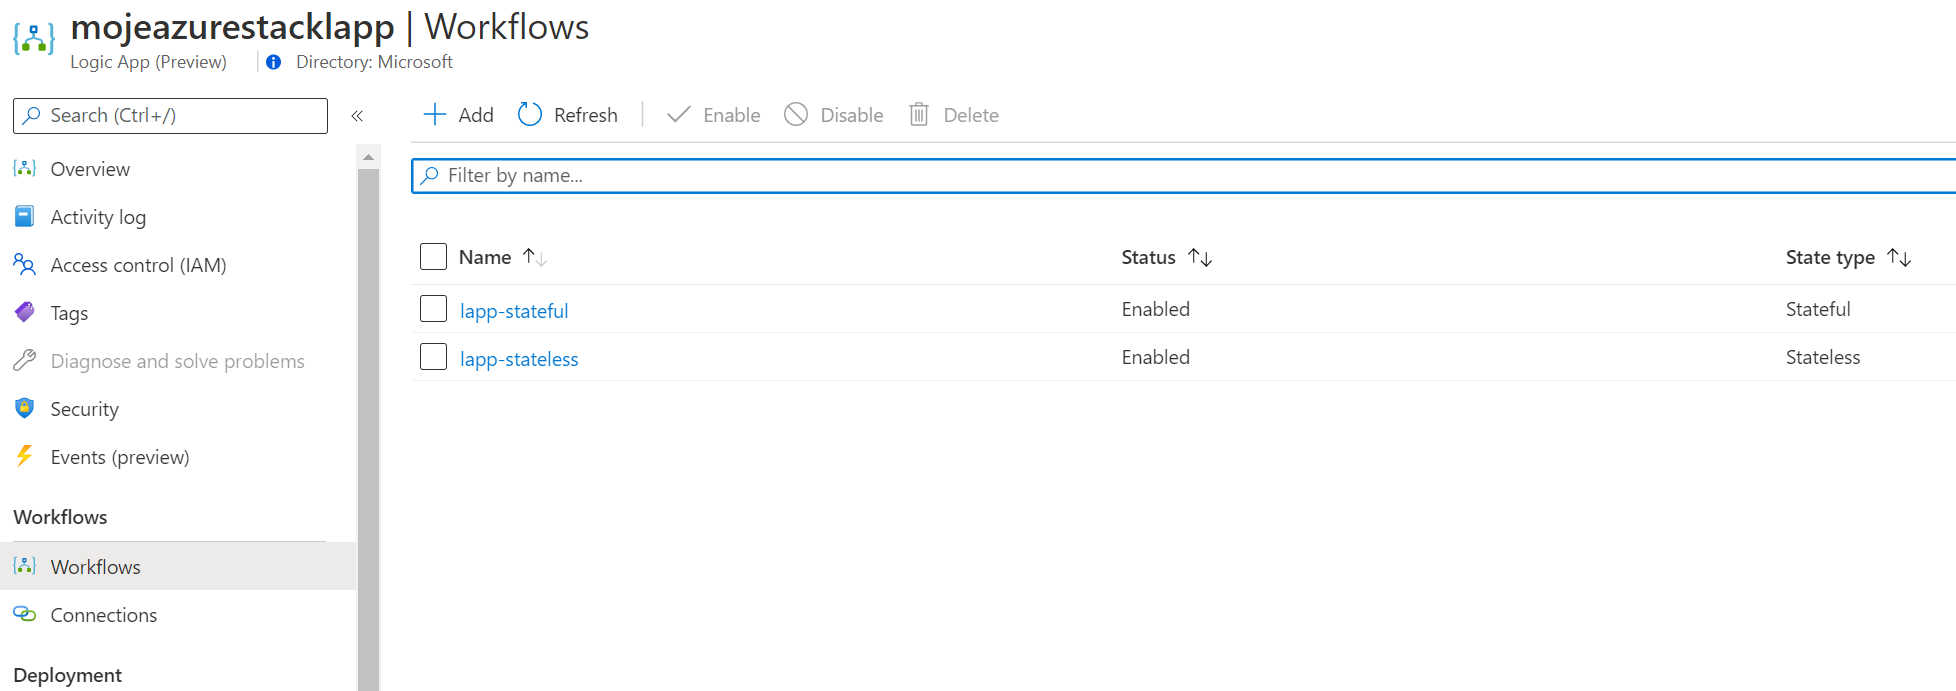 mojeazurestacklapp | Workflows
Logic App (Preview)
Directory: Microsoft
Search (Ctrl+/)
Add
Refresh
Enable
Disable
Delete
Filter by name...
Overview
Activity log
Access control (IAM)
Tags
Diagnose and solve problems
Security
Events (preview)
Workflows
Workflows
Connections
Deployment
Name Status State type
lapp-stateful Enabled Stateful
lapp-stateless Enabled Stateless